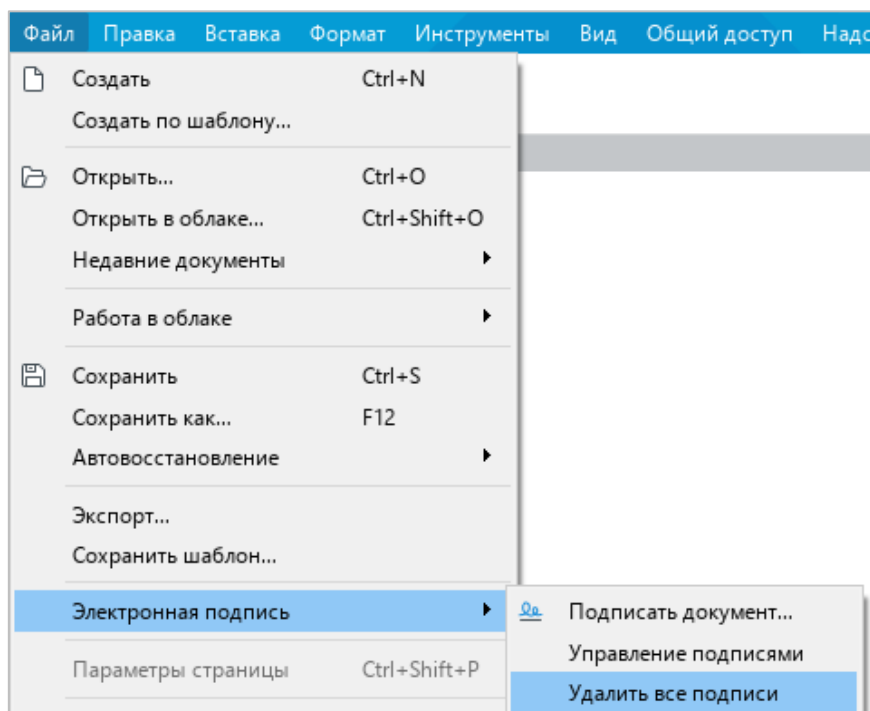 Файл Правка Вставка Формат Инструменты Вид Общий доступ
Создать Ctrl+N
Создать по шаблону...
Открыть... Ctrl+O
Открыть в облаке... Ctrl+Shift+O
Недавние документы
Работа в облаке
Сохранить Ctrl+S
Сохранить как... F12
Автовосстановление
Экспорт...
Сохранить шаблон...
Электронная подпись
Подписать документ...
Управление подписями
Параметры страницы Ctrl+Shift+P
Удалить все подписи